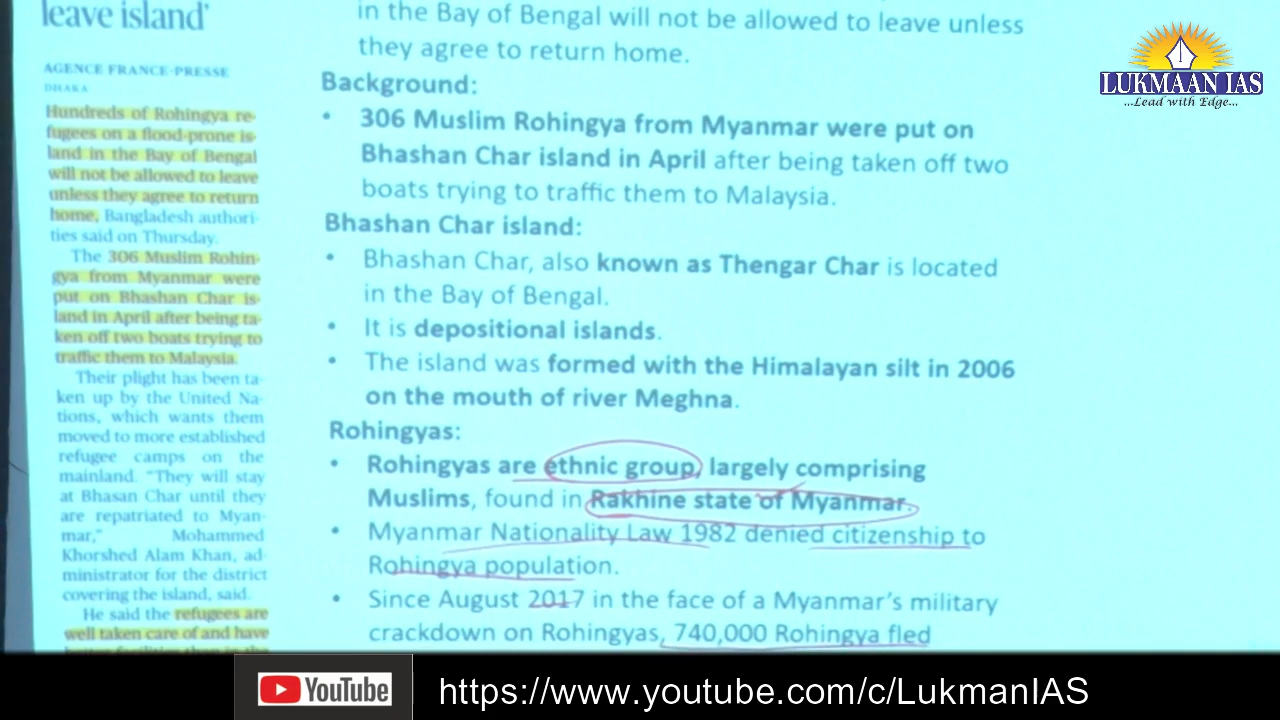 leave island'
AGENCE FRANCE-PRESSE
DHAKA
Hundreds of Rohingya re-
fugees on a flood-prone is-
land in the Bay of Bengal
will not be allowed to leave
unless they agree to return
home, Bangladesh authori-
ties said on Thursday.
The 306 Muslim Rohin-
gya from Myanmar were
put on Bhashan Char is-
land in April after being ta-
ken off two boats trying to
traffic them to Malaysia.
Their plight has been ta-
ken up by the United Na-
tions, which wants them
moved to more established
refugee camps on the
mainland. "They will stay
at Bhasan Char until they
are repatriated to Myan-
mar," Mohammed
Khorshed Alam Khan, ad-
ministrator for the district
covering the island, said.
He said the refugees are
well taken care of and have
in the Bay of Bengal will not be allowed to leave unless
they agree to return home.
Background:
• 306 Muslim Rohingya from Myanmar were put on
Bhashan Char island in April after being taken off two
boats trying to traffic them to Malaysia.
Bhashan Char island:
• Bhashan Char, also known as Thengar Char is located
in the Bay of Bengal.
• It is depositional islands.
• The island was formed with the Himalayan silt in 2006
on the mouth of river Meghna.
Rohingyas:
• Rohingyas are ethnic group, largely comprising
Muslims, found in Rakhine state of Myanmar.
• Myanmar Nationality Law 1982 denied citizenship to
Rohingya population.
• Since August 2017 in the face of a Myanmar's military
crackdown on Rohingyas, 740,000 Rohingya fled
LUKMAAN IAS
...Lead with Edge...
YouTube
https://www.youtube.com/c/LukmanIAS